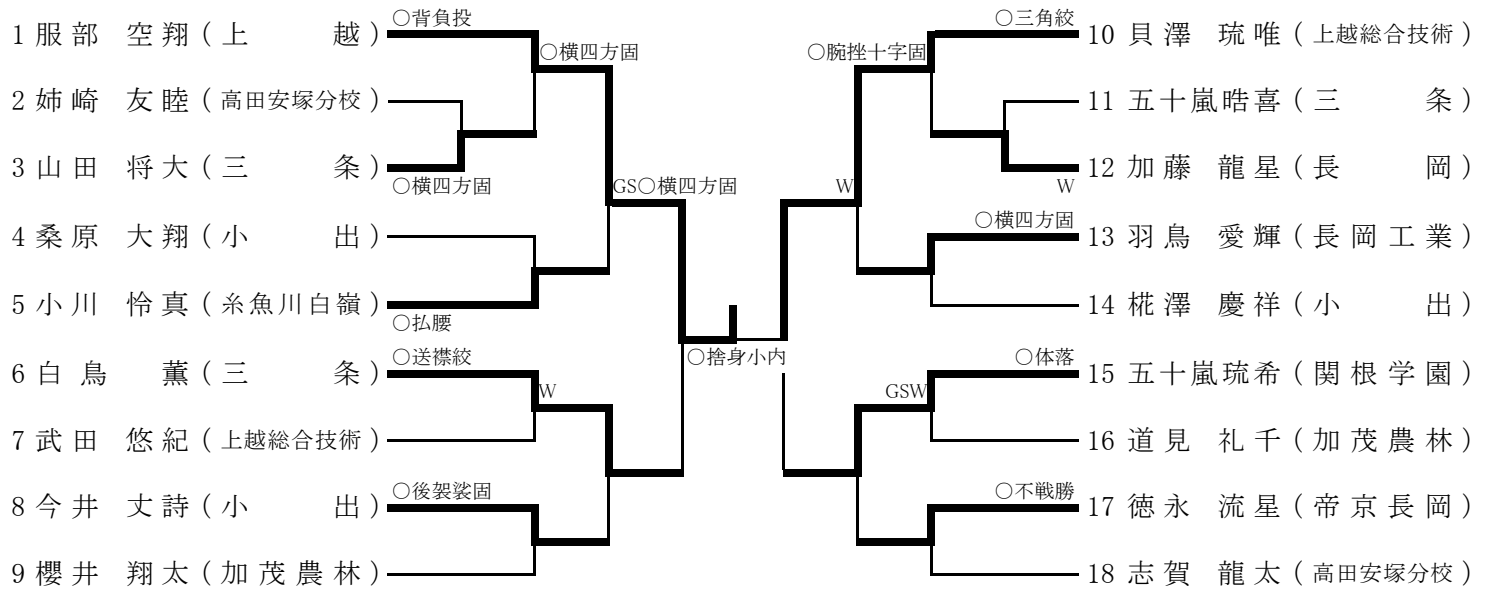 1 服部 空翔（上越）
○背負投
○横四方固
2 姉崎 友睦（高田安塚分校）
3 山田 将大（三条）
○横四方固
GS○横四方固
4 桑原 大翔（小出）
5 小川 怜真（糸魚川白嶺）
○払腰
○捨身小内
6 白鳥 薫（三条）
○送襟絞
W
7 武田 悠紀（上越総合技術）
8 今井 丈詩（小出）
○後袈裟固
9 櫻井 翔太（加茂農林）
○三角絞
10 貝澤 琉唯（上越総合技術）
○腕挫十字固
11 五十嵐晧喜（三条）
12 加藤 龍星（長岡）
W
W
○横四方固
13 羽鳥 愛輝（長岡工業）
14 椛澤 慶祥（小出）
○体落
15 五十嵐琉希（関根学園）
GSW
16 道見 礼千（加茂農林）
○不戦勝
17 徳永 流星（帝京長岡）
18 志賀 龍太（高田安塚分校）